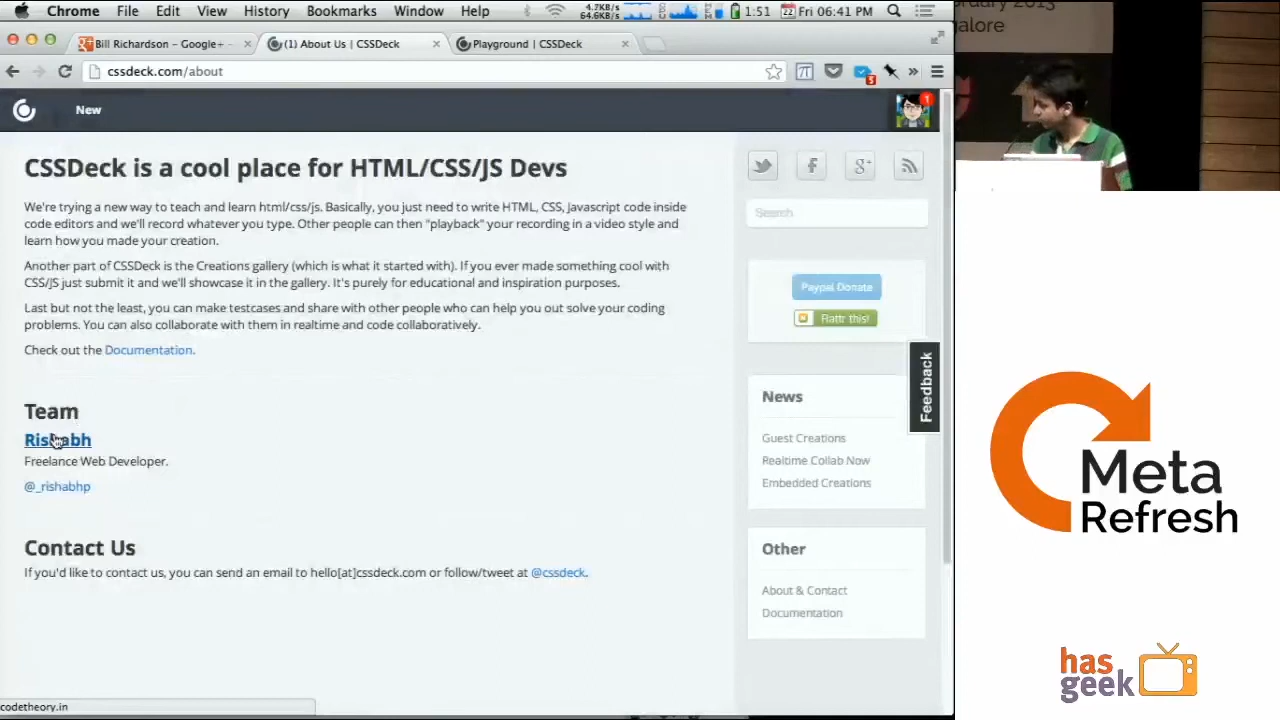 Chrome File Edit View History Bookmarks Window Help 4.7KB/s 64.6KB/s 1:51 22 Fri 06:41 PM
Bill Richardson – Google+ (1) About Us | CSSDeck Playground | CSSDeck
cssdeck.com/about
New
1
CSSDeck is a cool place for HTML/CSS/JS Devs
We're trying a new way to teach and learn html/css/js. Basically, you just need to write HTML, CSS, Javascript code inside
code editors and we'll record whatever you type. Other people can then "playback" your recording in a video style and
learn how you made your creation.
Another part of CSSDeck is the Creations gallery (which is what it started with). If you ever made something cool with
CSS/JS just submit it and we'll showcase it in the gallery. It's purely for educational and inspiration purposes.
Last but not the least, you can make testcases and share with other people who can help you out solve your coding
problems. You can also collaborate with them in realtime and code collaboratively.
Check out the Documentation.
Team
Rishabh
Freelance Web Developer.
@_rishabhp
Contact Us
If you'd like to contact us, you can send an email to hello[at]cssdeck.com or follow/tweet at @cssdeck.
codetheory.in
Search
Paypal Donate
Flattr this!
Feedback
News
Guest Creations
Realtime Collab Now
Embedded Creations
Other
About & Contact
Documentation
2013
Meta
Refresh
has
geek